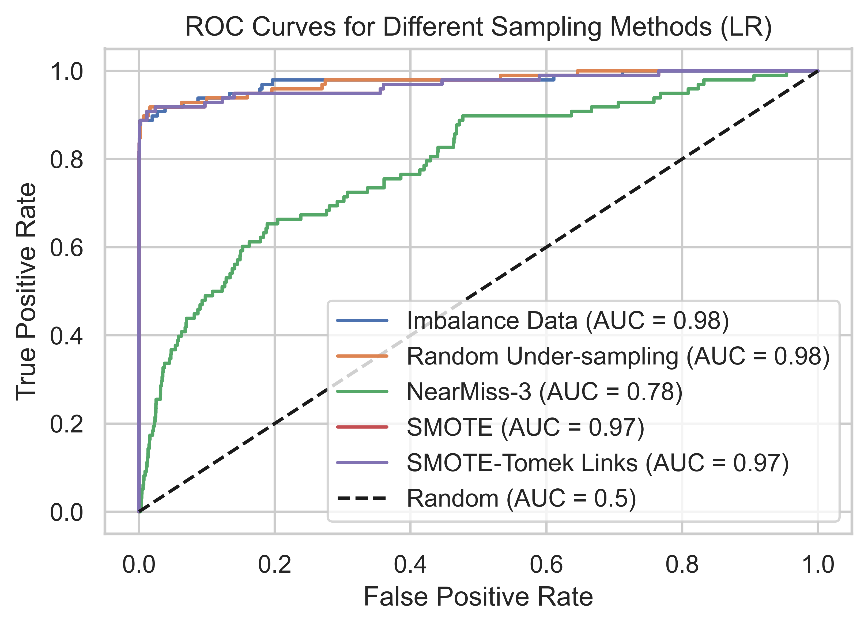 ROC Curves for Different Sampling Methods (LR)
True Positive Rate
1.0
0.8
0.6
0.4
0.2
0.0
Imbalance Data (AUC = 0.98)
Random Under-sampling (AUC = 0.98)
NearMiss-3 (AUC = 0.78)
SMOTE (AUC = 0.97)
SMOTE-Tomek Links (AUC = 0.97)
Random (AUC = 0.5)
0.0 0.2 0.4 0.6 0.8 1.0
False Positive Rate